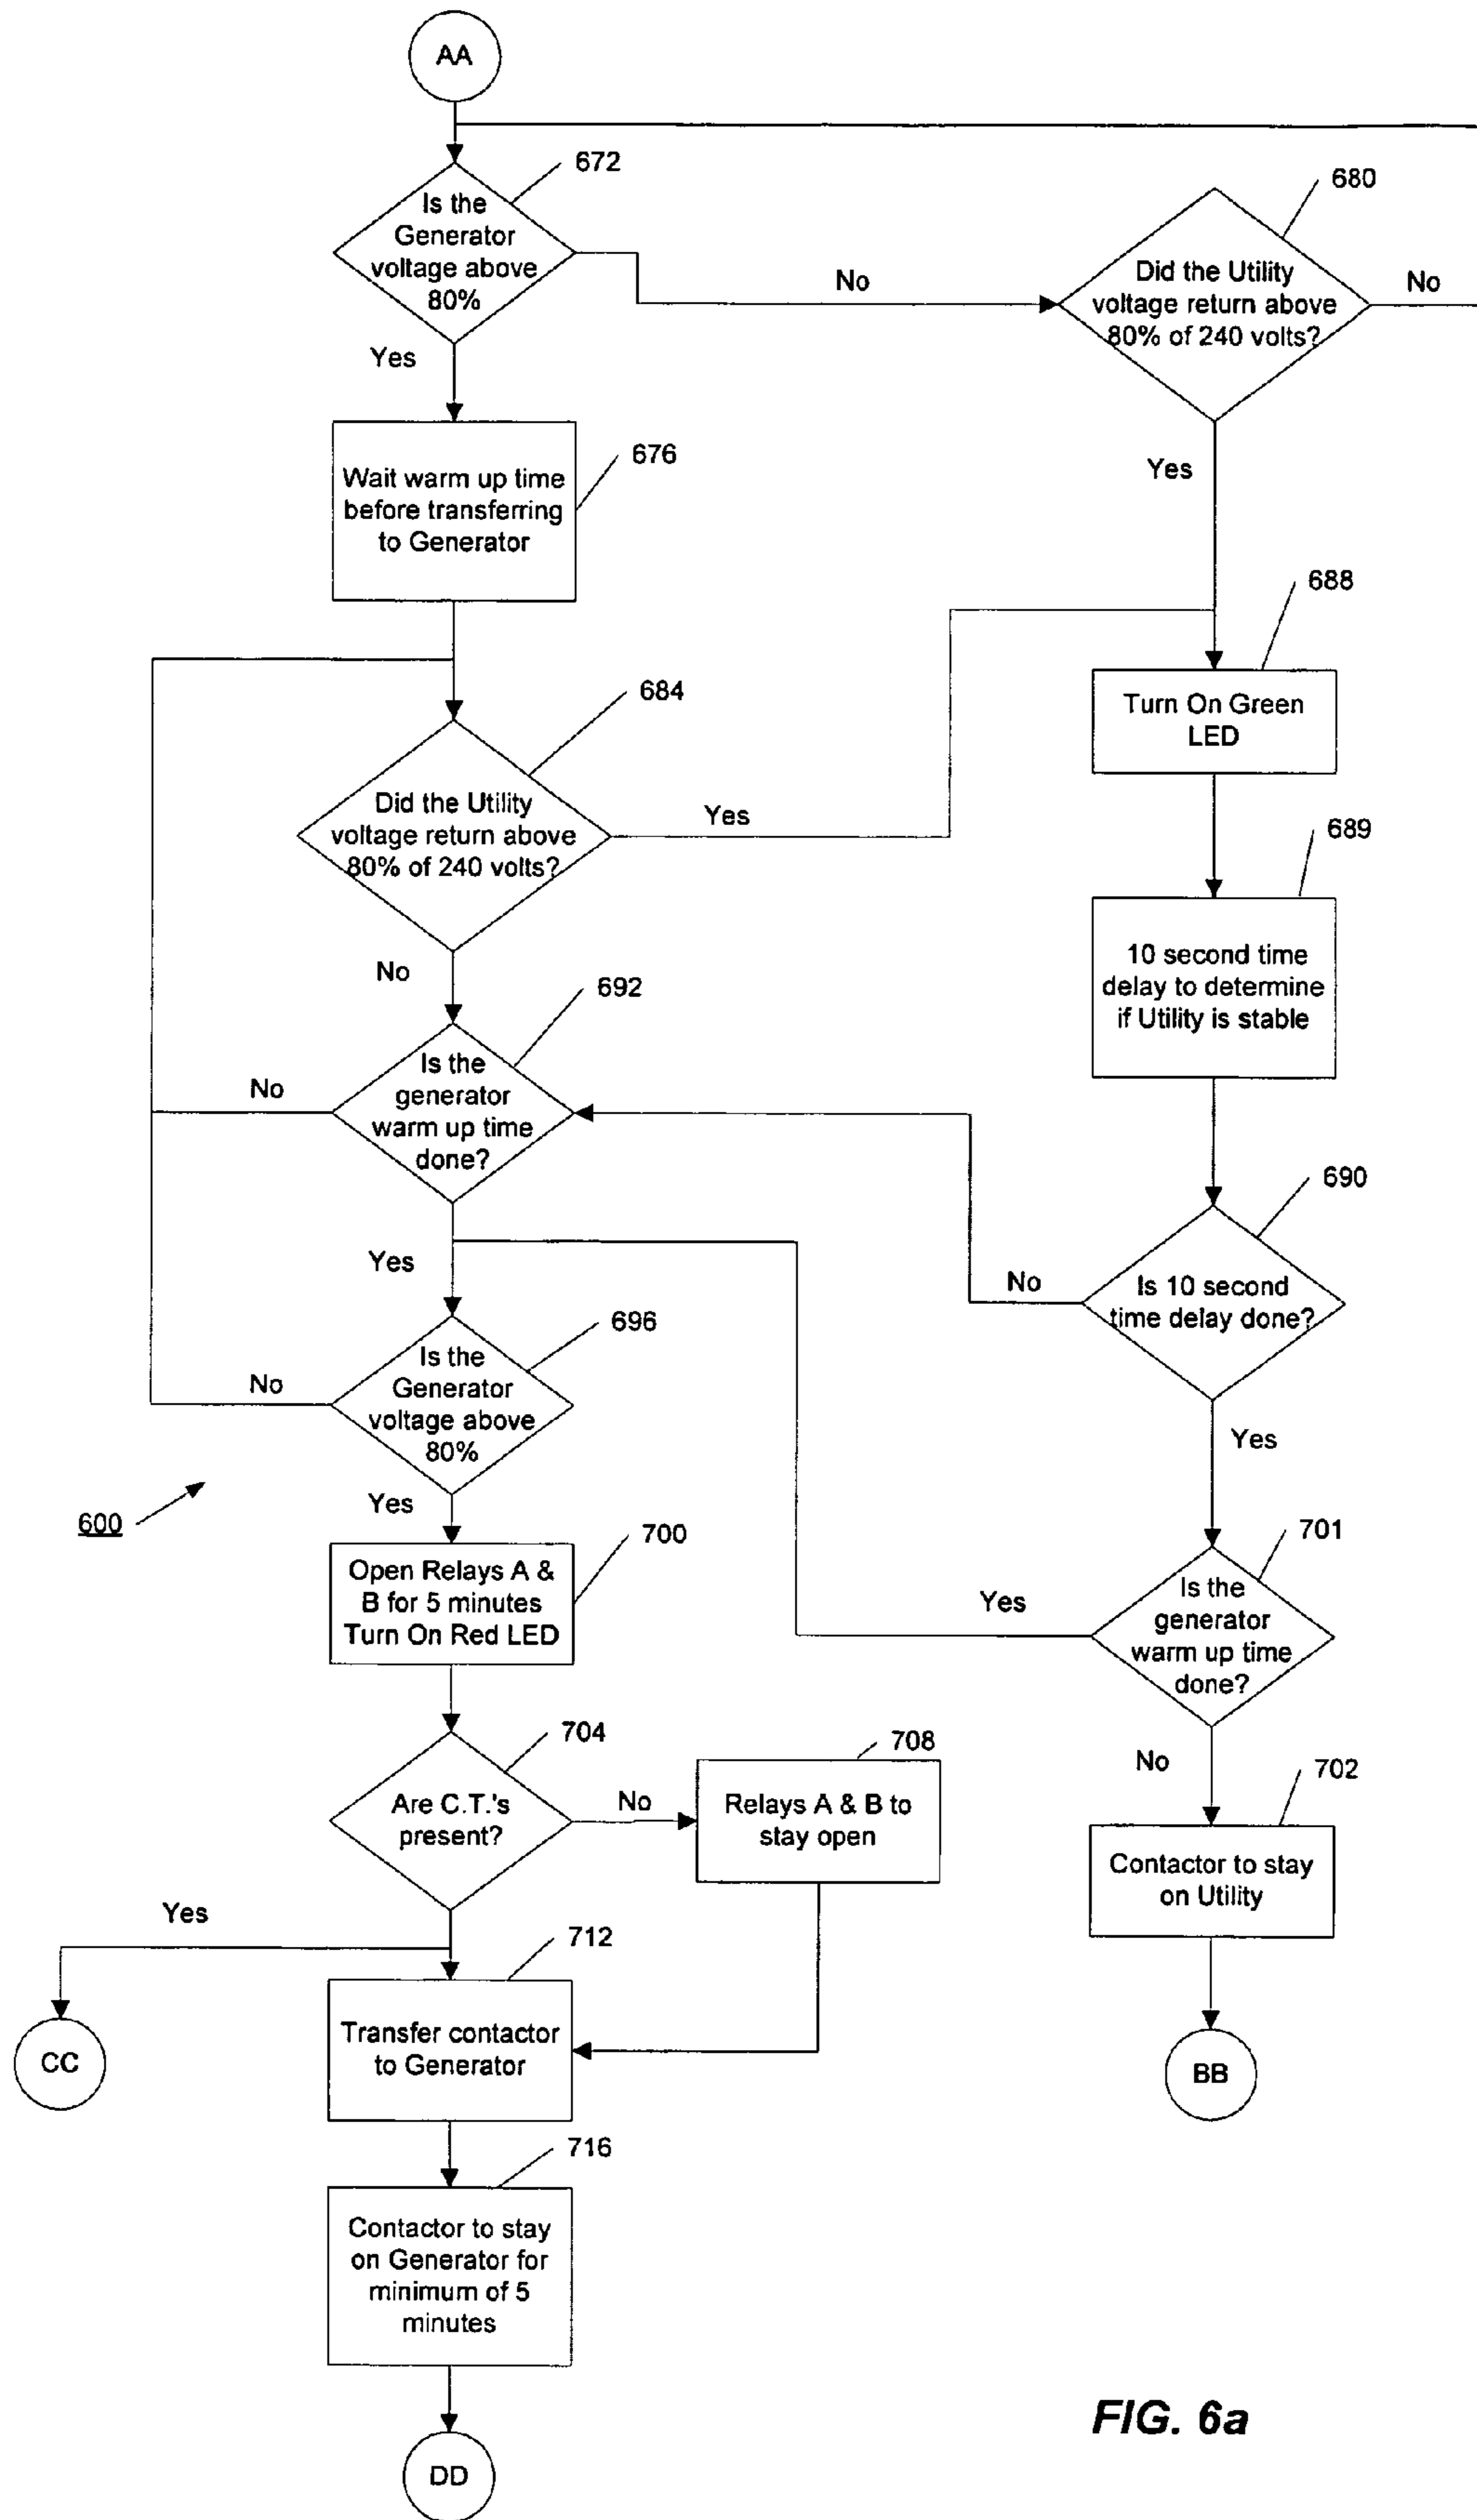 AA
672
Is the
Generator
voltage above
80%
No
680
Did the Utility
voltage return above
80% of 240 volts?
No
Yes
Yes
676
Wait warm up time
before transferring
to Generator
688
Turn On Green
LED
684
Did the Utility
voltage return above
80% of 240 volts?
Yes
No
689
10 second time
delay to determine
if Utility is stable
692
Is the
generator
warm up time
done?
No
Yes
690
Is 10 second
time delay done?
No
Yes
696
Is the
Generator
voltage above
80%
No
Yes
600
700
Open Relays A &
B for 5 minutes
Turn On Red LED
701
Is the
generator
warm up time
done?
Yes
No
704
Are C.T.'s
present?
No
708
Relays A & B to
stay open
702
Contactor to stay
on Utility
Yes
712
Transfer contactor
to Generator
CC
BB
716
Contactor to stay
on Generator for
minimum of 5
minutes
DD
FIG. 6a